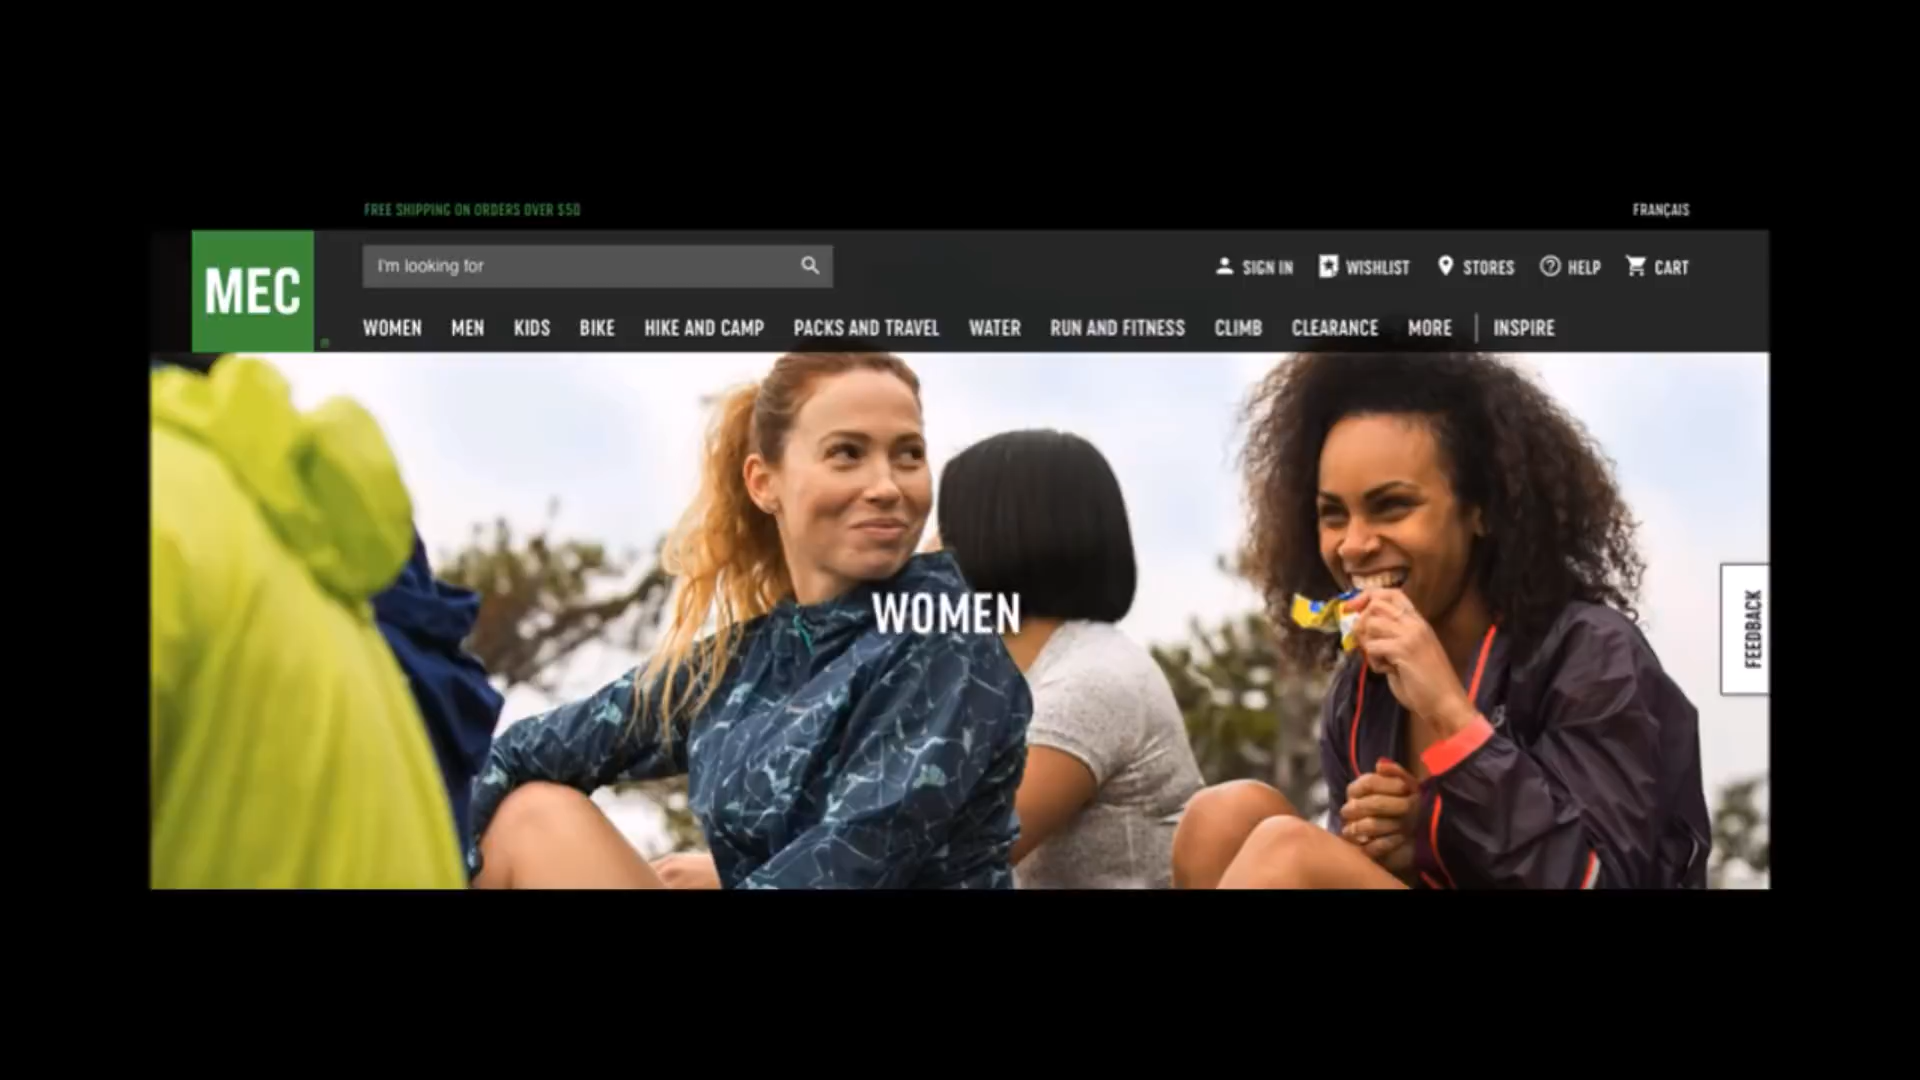 FREE SHIPPING ON ORDERS OVER $50
FRANÇAIS
MEC
I'm looking for
SIGN IN
WISHLIST
STORES
HELP
CART
WOMEN MEN KIDS BIKE HIKE AND CAMP PACKS AND TRAVEL WATER RUN AND FITNESS CLIMB CLEARANCE MORE | INSPIRE
WOMEN
FEEDBACK